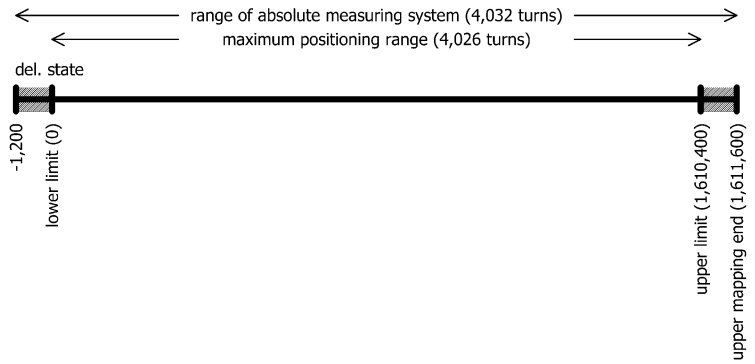 range of absolute measuring system (4,032 turns)
maximum positioning range (4,026 turns)
del. state
-1,200
lower limit (0)
upper limit (1,610,400)
upper mapping end (1,611,600)